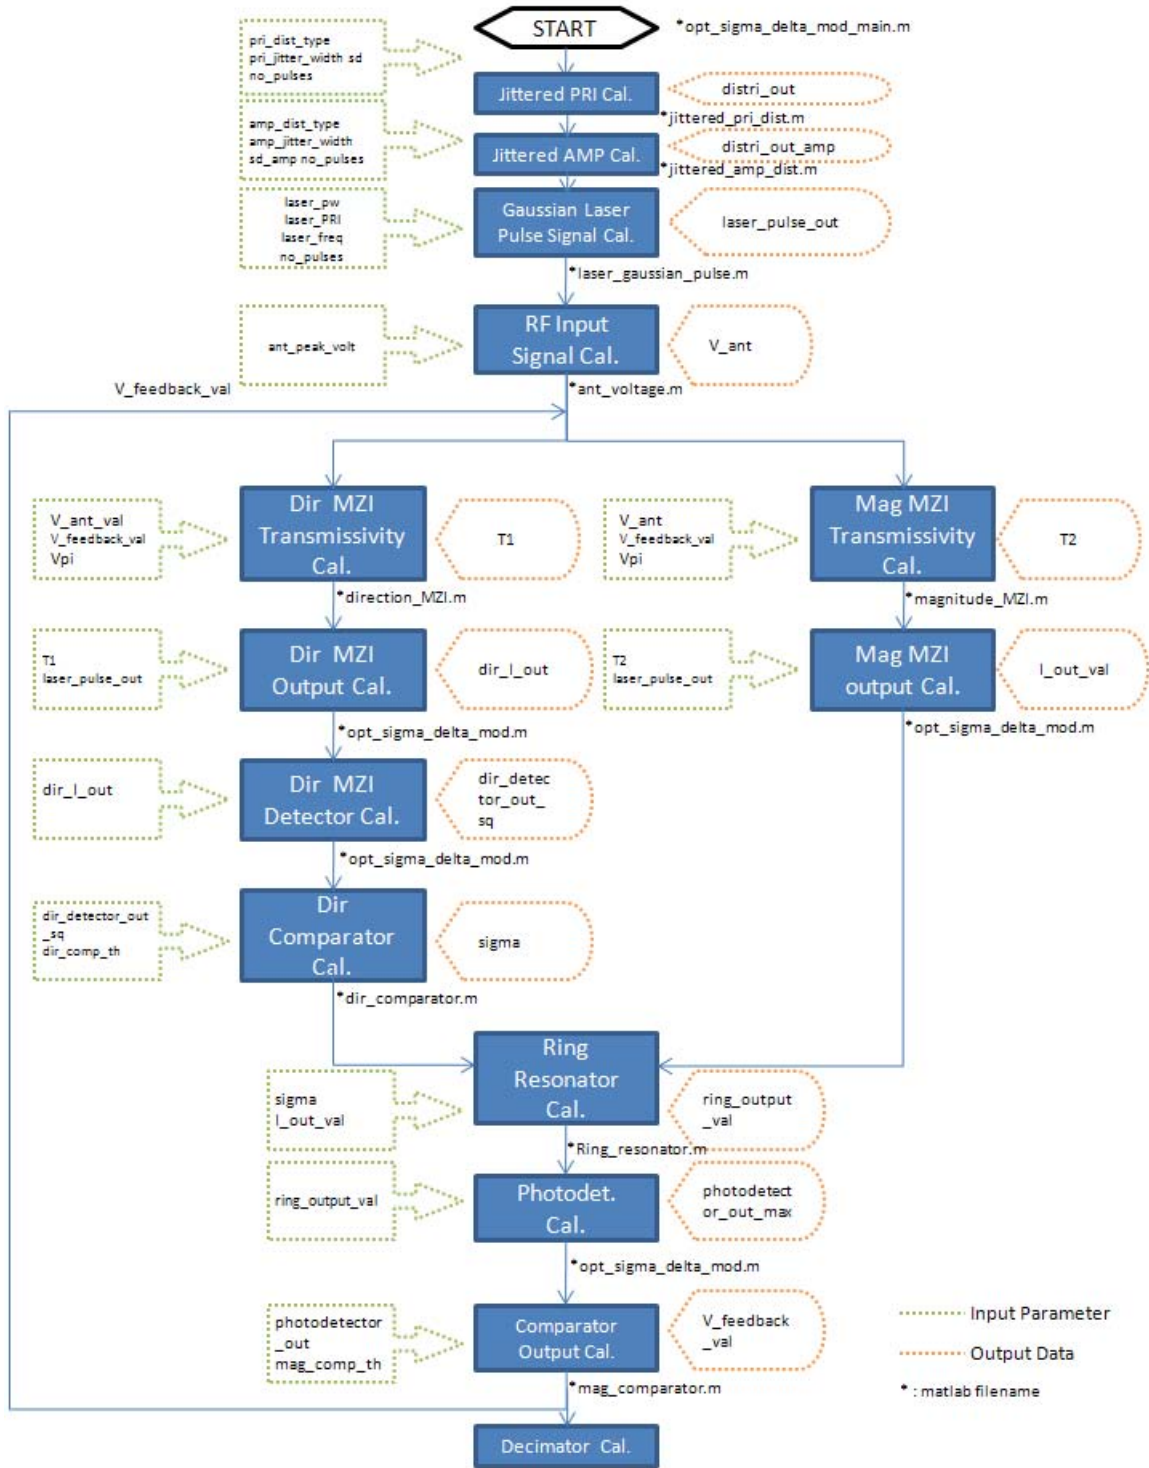 START
*opt_sigma_delta_mod_main.m
pri_dist_type
pri_jitter_width sd
no_pulses
Jittered PRI Cal.
distri_out
*jittered_pri_dist.m
amp_dist_type
amp_jitter_width
sd_amp no_pulses
Jittered AMP Cal.
distri_out_amp
*jittered_amp_dist.m
laser_pw
laser_PRI
laser_freq
no_pulses
Gaussian Laser
Pulse Signal Cal.
laser_pulse_out
*laser_gaussian_pulse.m
ant_peak_volt
RF Input
Signal Cal.
V_ant
*ant_voltage.m
V_feedback_val
V_ant_val
V_feedback_val
Vpi
Dir MZI
Transmissivity
Cal.
T1
*direction_MZI.m
V_ant
V_feedback_val
Vpi
Mag MZI
Transmissivity
Cal.
T2
*magnitude_MZI.m
T1
laser_pulse_out
Dir MZI
Output Cal.
dir_I_out
*opt_sigma_delta_mod.m
T2
laser_pulse_out
Mag MZI
output Cal.
I_out_val
*opt_sigma_delta_mod.m
dir_I_out
Dir MZI
Detector Cal.
dir_detec
tor_out_
sq
*opt_sigma_delta_mod.m
dir_detector_out
_sq
dir_comp_th
Dir
Comparator
Cal.
sigma
*dir_comparator.m
sigma
I_out_val
Ring
Resonator
Cal.
ring_output
_val
*Ring_resonator.m
ring_output_val
Photodet.
Cal.
photodetect
or_out_max
*opt_sigma_delta_mod.m
photodetector
_out
mag_comp_th
Comparator
Output Cal.
V_feedback
_val
*mag_comparator.m
Decimator Cal.
Input Parameter
Output Data
* : matlab filename